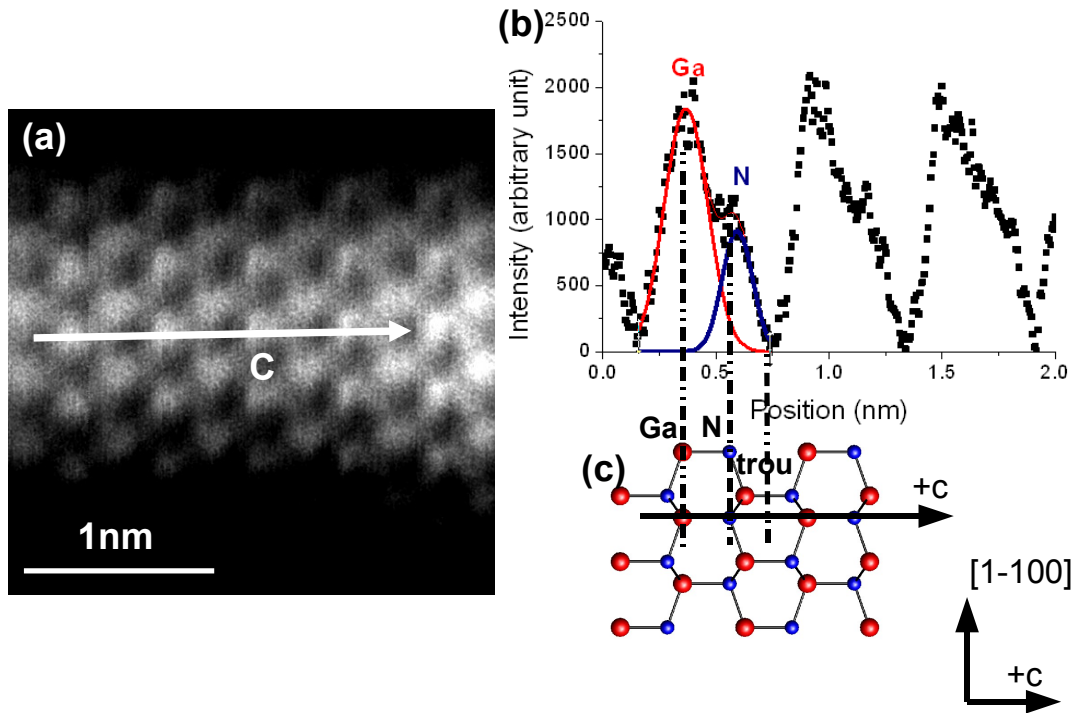 (a)
C
1nm
(b)
Intensity (arbitrary unit)
2500
2000
1500
1000
500
0
Ga
N
0.0 0.5 1.0 1.5 2.0
Position (nm)
Ga N
(c) trou
+c
[1-100]
+c